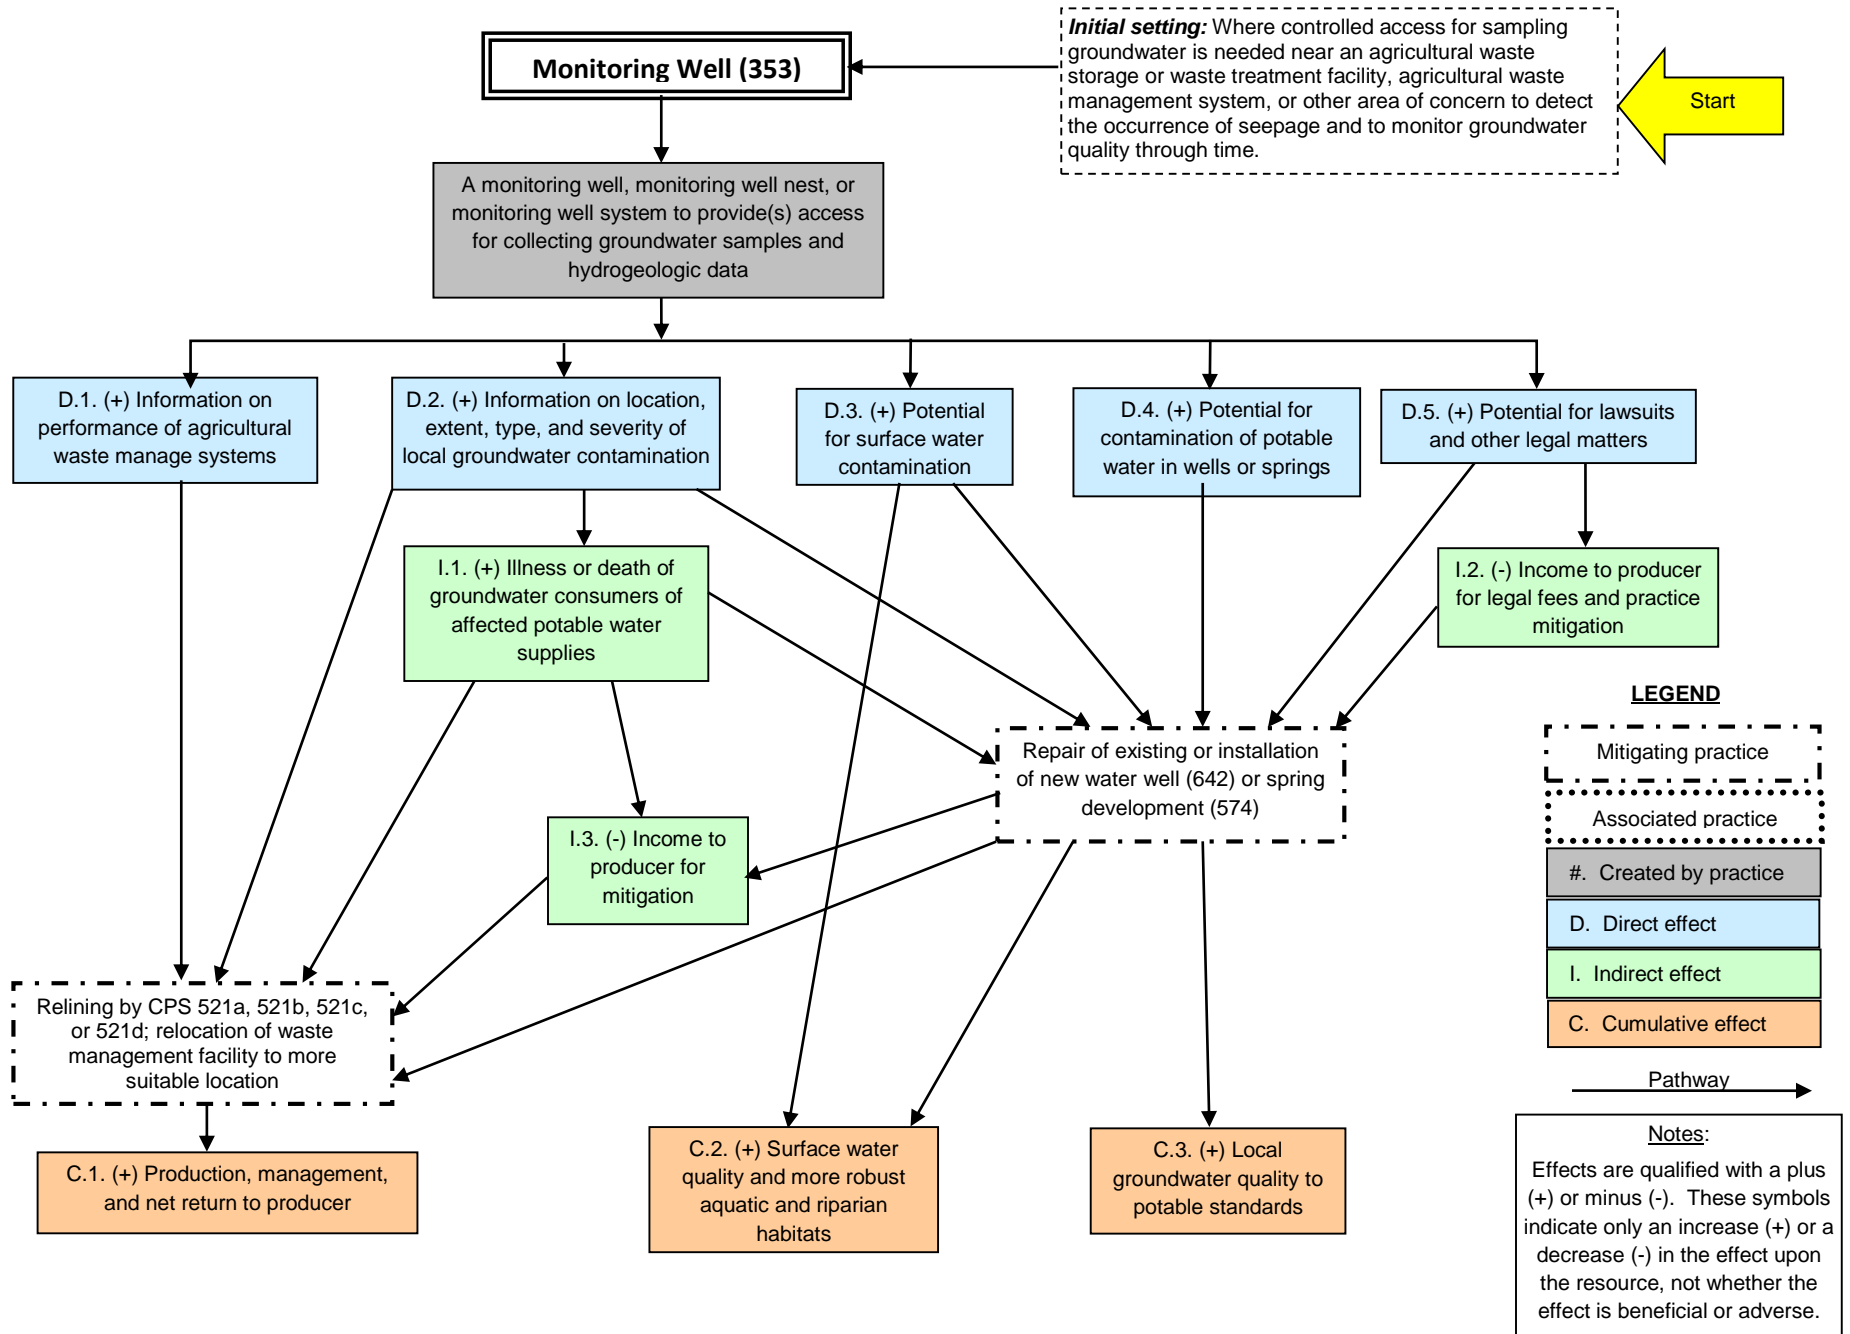 Initial setting: Where controlled access for sampling
groundwater is needed near an agricultural waste
storage or waste treatment facility, agricultural waste
management system, or other area of concern to detect
the occurrence of seepage and to monitor groundwater
quality through time.
Start
Monitoring Well (353)
A monitoring well, monitoring well nest, or
monitoring well system to provide(s) access
for collecting groundwater samples and
hydrogeologic data
D.1. (+) Information on
performance of agricultural
waste manage systems
D.2. (+) Information on location,
extent, type, and severity of
local groundwater contamination
D.3. (+) Potential
for surface water
contamination
D.4. (+) Potential for
contamination of potable
water in wells or springs
D.5. (+) Potential for lawsuits
and other legal matters
I.1. (+) Illness or death of
groundwater consumers of
affected potable water
supplies
I.2. (-) Income to producer
for legal fees and practice
mitigation
Repair of existing or installation
of new water well (642) or spring
development (574)
I.3. (-) Income to
producer for
mitigation
Relining by CPS 521a, 521b, 521c,
or 521d; relocation of waste
management facility to more
suitable location
C.1. (+) Production, management,
and net return to producer
C.2. (+) Surface water
quality and more robust
aquatic and riparian
habitats
C.3. (+) Local
groundwater quality to
potable standards
LEGEND
Mitigating practice
Associated practice
#. Created by practice
D. Direct effect
I. Indirect effect
C. Cumulative effect
Pathway
Notes:
Effects are qualified with a plus
(+) or minus (-). These symbols
indicate only an increase (+) or a
decrease (-) in the effect upon
the resource, not whether the
effect is beneficial or adverse.